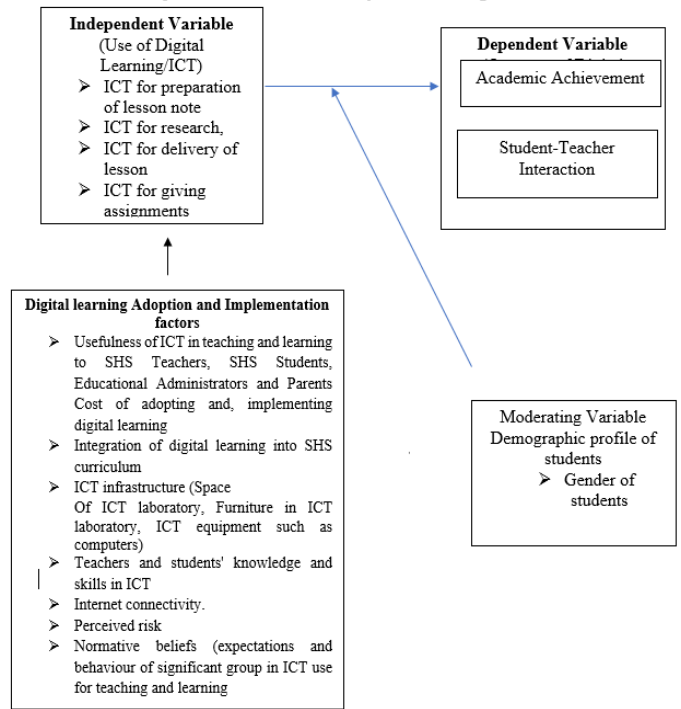 Independent Variable
(Use of Digital
Learning/ICT)
➤ ICT for preparation
of lesson note
➤ ICT for research,
➤ ICT for delivery of
lesson
➤ ICT for giving
assignments
Dependent Variable
Academic Achievement
Student-Teacher
Interaction
Digital learning Adoption and Implementation
factors
➤ Usefulness of ICT in teaching and learning
to SHS Teachers, SHS Students,
Educational Administrators and Parents
Cost of adopting and, implementing
digital learning
➤ Integration of digital learning into SHS
curriculum
➤ ICT infrastructure (Space
Of ICT laboratory, Furniture in ICT
laboratory, ICT equipment such as
computers)
➤ Teachers and students' knowledge and
skills in ICT
➤ Internet connectivity.
➤ Perceived risk
➤ Normative beliefs (expectations and
behaviour of significant group in ICT use
for teaching and learning
Moderating Variable
Demographic profile of
students
➤ Gender of
students